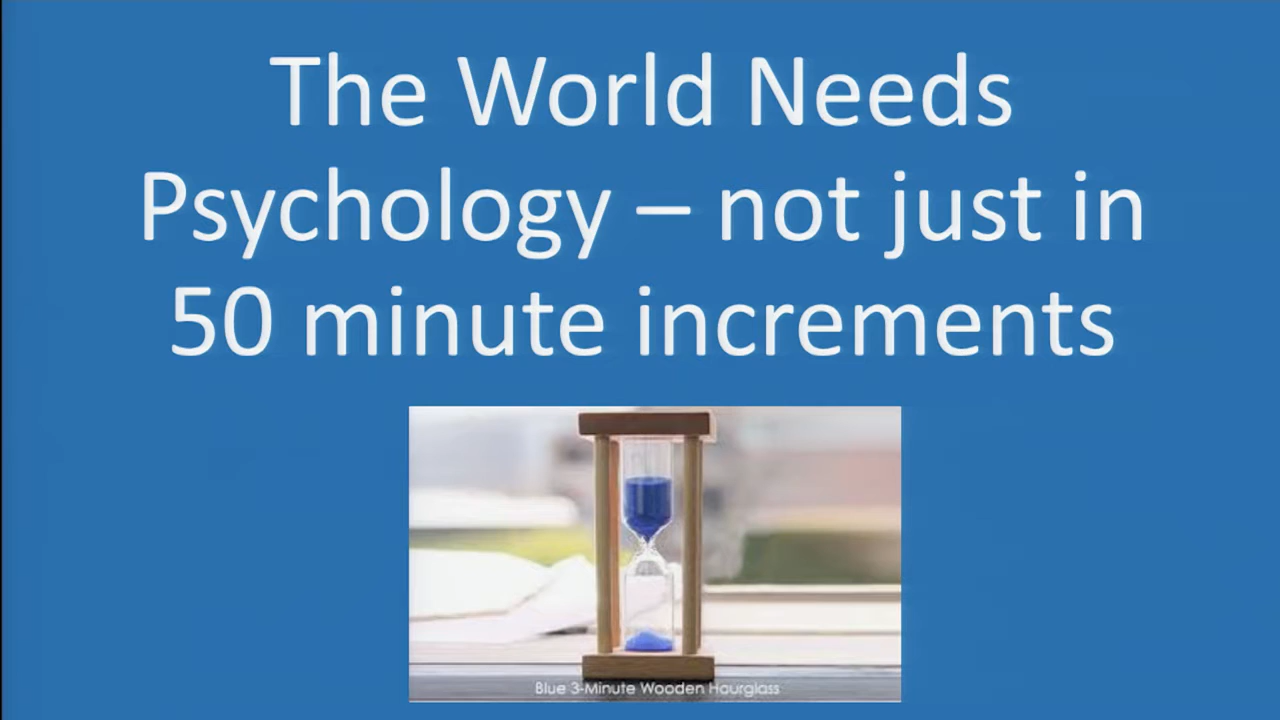 The World Needs
Psychology – not just in
50 minute increments
Blue 3-Minute Wooden Hourglass